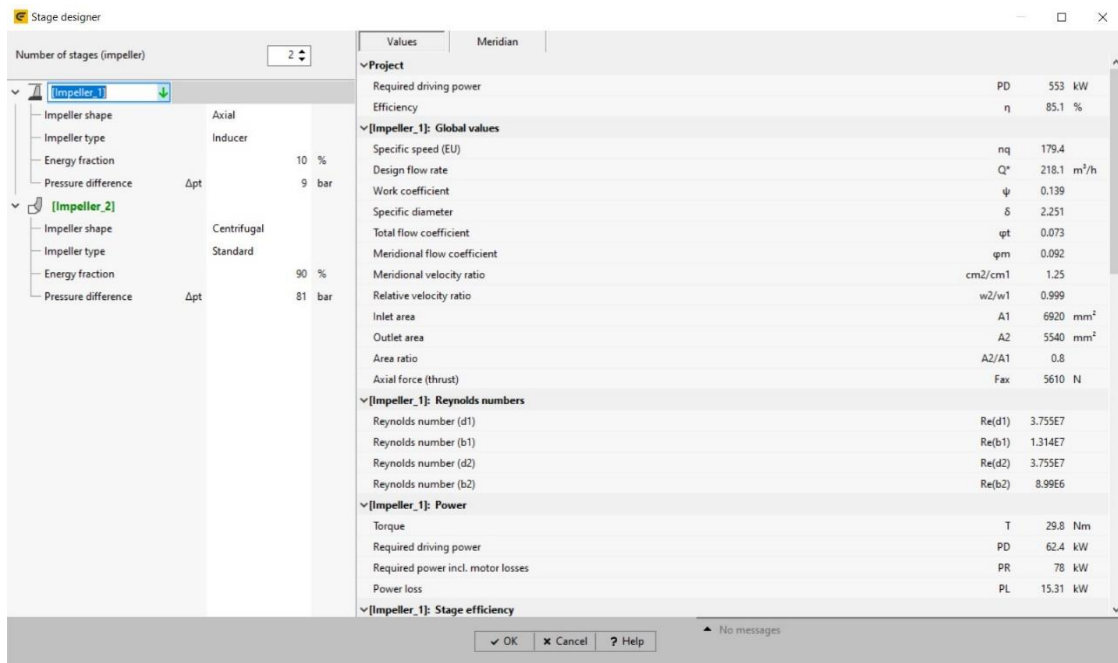 Stage designer
Number of stages (impeller) 2
[Impeller_1]
Impeller shape Axial
Impeller type Inducer
Energy fraction 10 %
Pressure difference Δpt 9 bar
[Impeller_2]
Impeller shape Centrifugal
Impeller type Standard
Energy fraction 90 %
Pressure difference Δpt 81 bar
Values Meridian
Project
Required driving power PD 553 kW
Efficiency η 85.1 %
[Impeller_1]: Global values
Specific speed (EU) nq 179.4
Design flow rate Q* 218.1 m³/h
Work coefficient ψ 0.139
Specific diameter δ 2.251
Total flow coefficient φt 0.073
Meridional flow coefficient φm 0.092
Meridional velocity ratio cm2/cm1 1.25
Relative velocity ratio w2/w1 0.999
Inlet area A1 6920 mm²
Outlet area A2 5540 mm²
Area ratio A2/A1 0.8
Axial force (thrust) Fax 5610 N
[Impeller_1]: Reynolds numbers
Reynolds number (d1) Re(d1) 3.755E7
Reynolds number (b1) Re(b1) 1.314E7
Reynolds number (d2) Re(d2) 3.755E7
Reynolds number (b2) Re(b2) 8.99E6
[Impeller_1]: Power
Torque T 29.8 Nm
Required driving power PD 62.4 kW
Required power incl. motor losses PR 78 kW
Power loss PL 15.31 kW
[Impeller_1]: Stage efficiency
OK Cancel ? Help
No messages